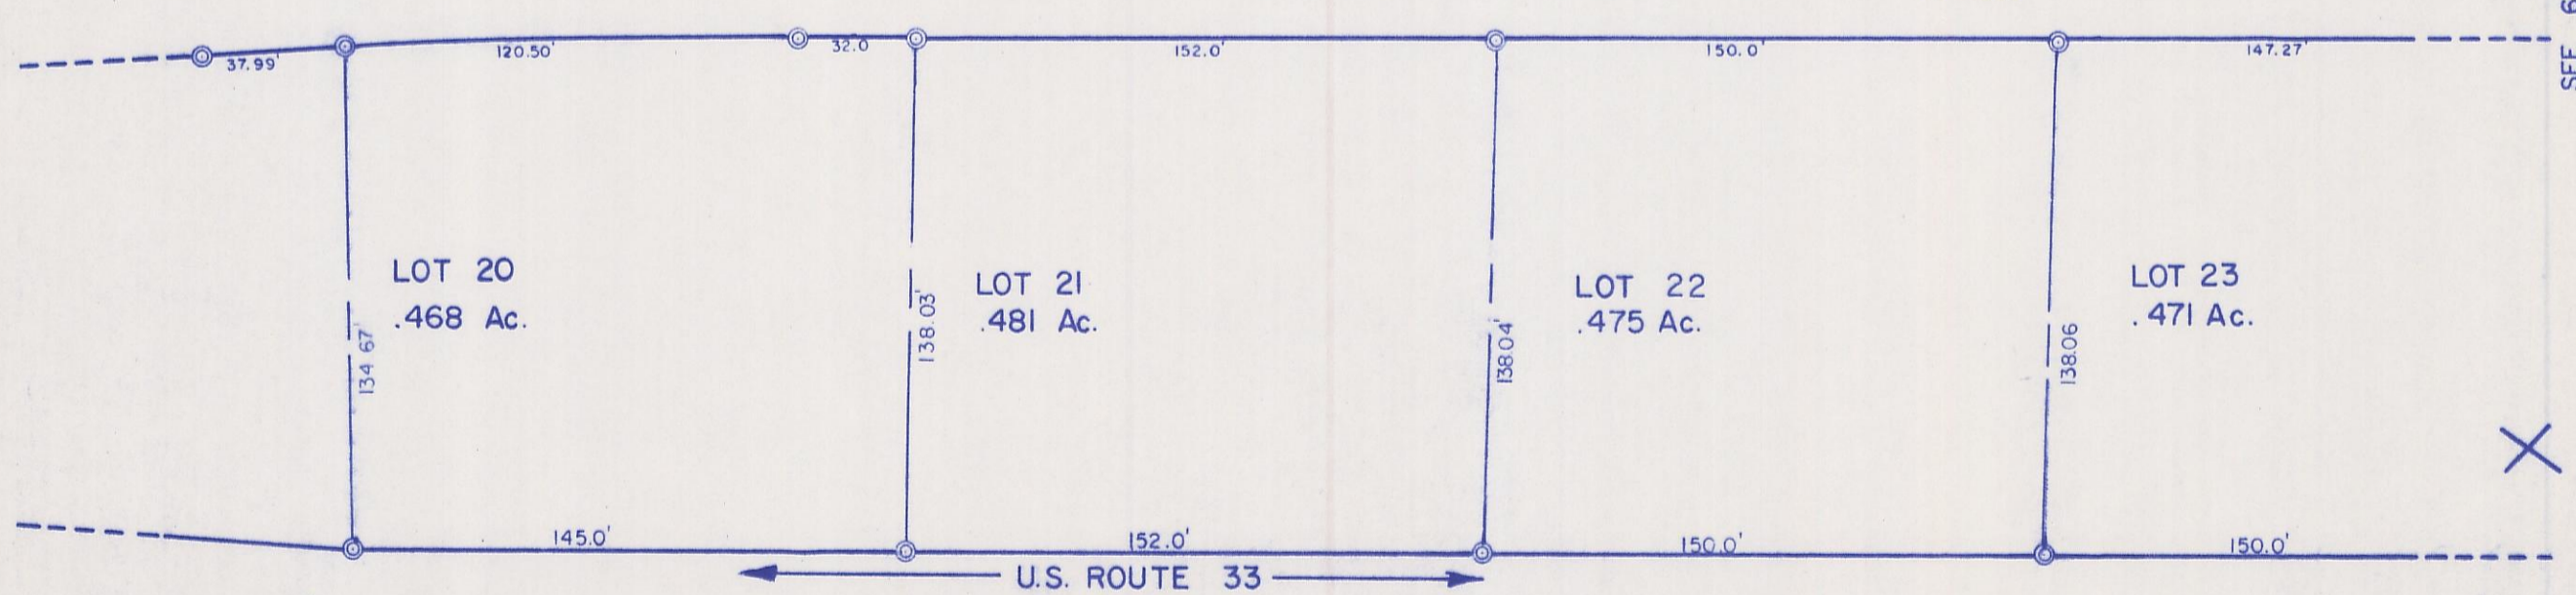 37.99'
120.50'
32.0
152.0'
150.0'
147.27'
SEE
LOT 20
.468 Ac.
134 67'
LOT 21
.481 Ac.
138.03'
LOT 22
.475 Ac.
138.04'
LOT 23
.471 Ac.
138.06
145.0'
152.0'
150.0'
150.0'
U.S. ROUTE 33